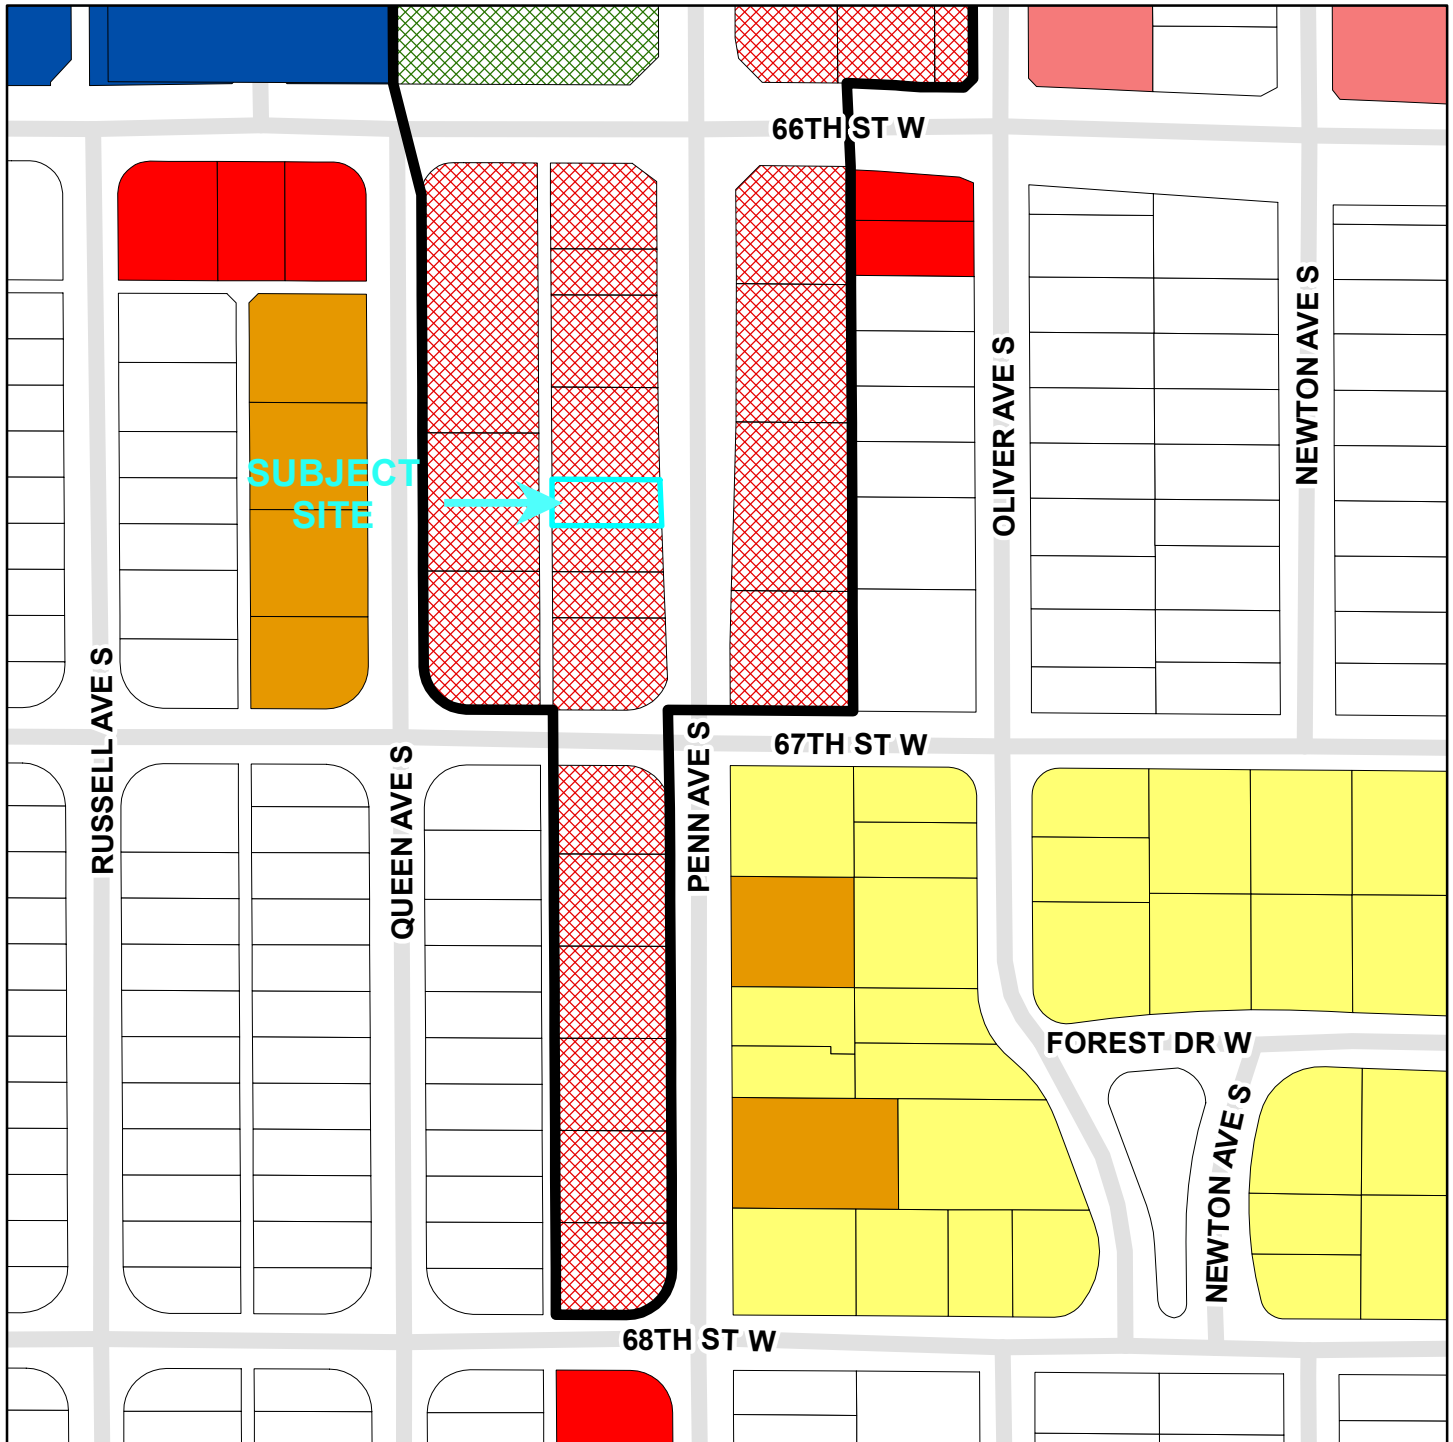 66TH ST W
NEWTON AVE S
OLIVER AVE S
SUBJECT
SITE
RUSSELL AVE S
PENN AVE S
67TH ST W
QUEEN AVE S
FOREST DR W
NEWTON AVE S
68TH ST W